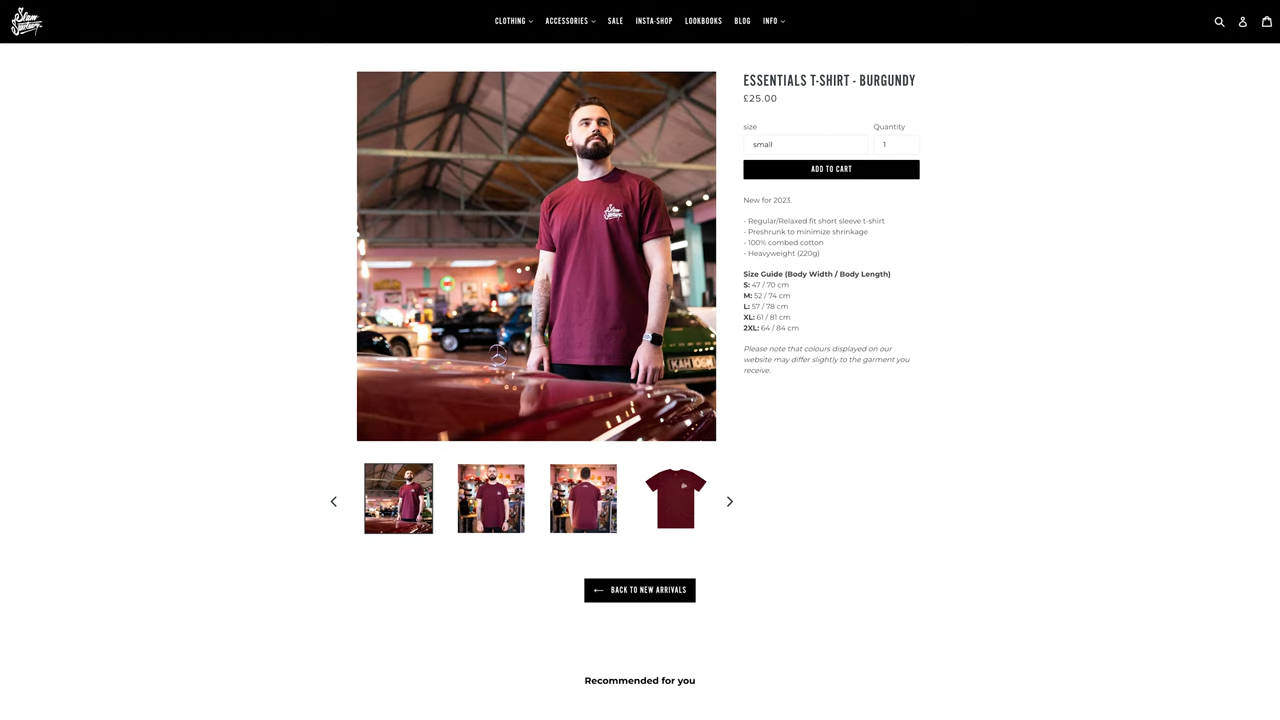 Slam Sanctuary
CLOTHING
ACCESSORIES
SALE
INSTA-SHOP
LOOKBOOKS
BLOG
INFO
ESSENTIALS T-SHIRT - BURGUNDY
£25.00
size
Quantity
small
1
ADD TO CART
New for 2023.
- Regular/Relaxed fit short sleeve t-shirt
- Preshrunk to minimize shrinkage
- 100% combed cotton
- Heavyweight (220g)
Size Guide (Body Width / Body Length)
S: 47 / 70 cm
M: 52 / 74 cm
L: 57 / 78 cm
XL: 61 / 81 cm
2XL: 64 / 84 cm
Please note that colours displayed on our
website may differ slightly to the garment you
receive.
Slam Sanctuary
BACK TO NEW ARRIVALS
Recommended for you